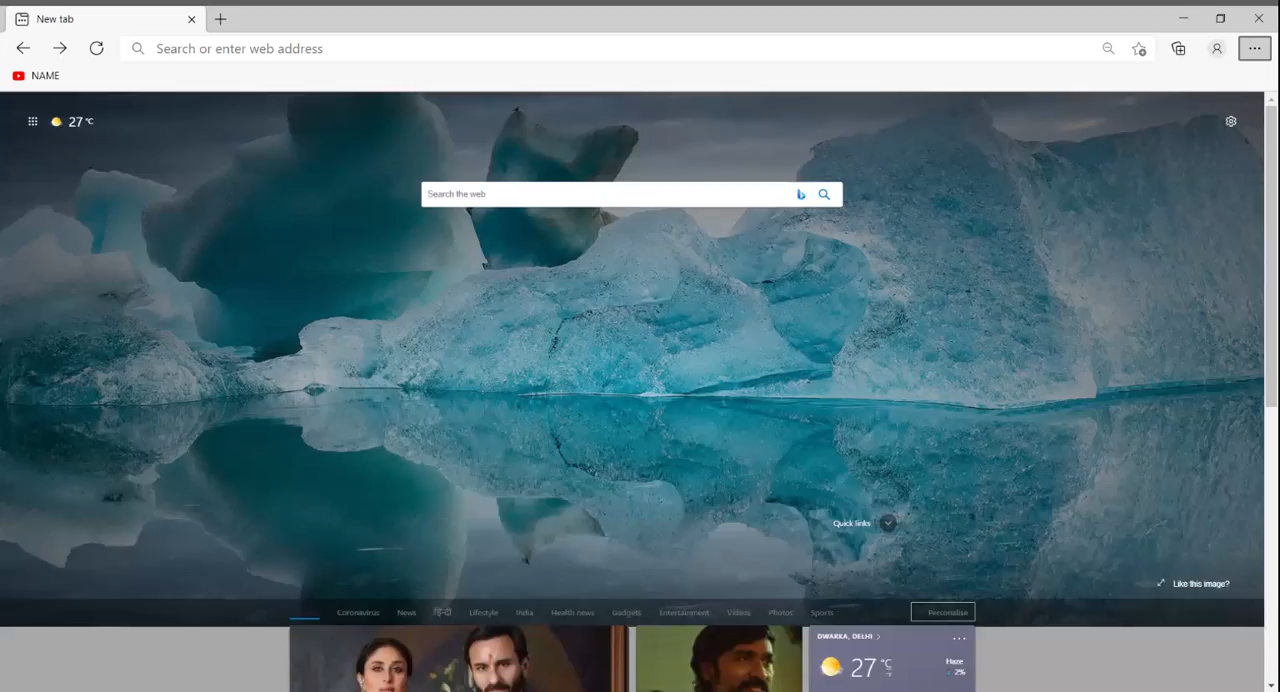 New tab
Search or enter web address
NAME
27 °C
Search the web
Quick links
Like this image?
Coronavirus News हिन्दी Lifestyle India Health news Gadgets Entertainment Videos Photos Sports Personalise
DWARKA, DELHI
27 °C
°F
Haze
2%